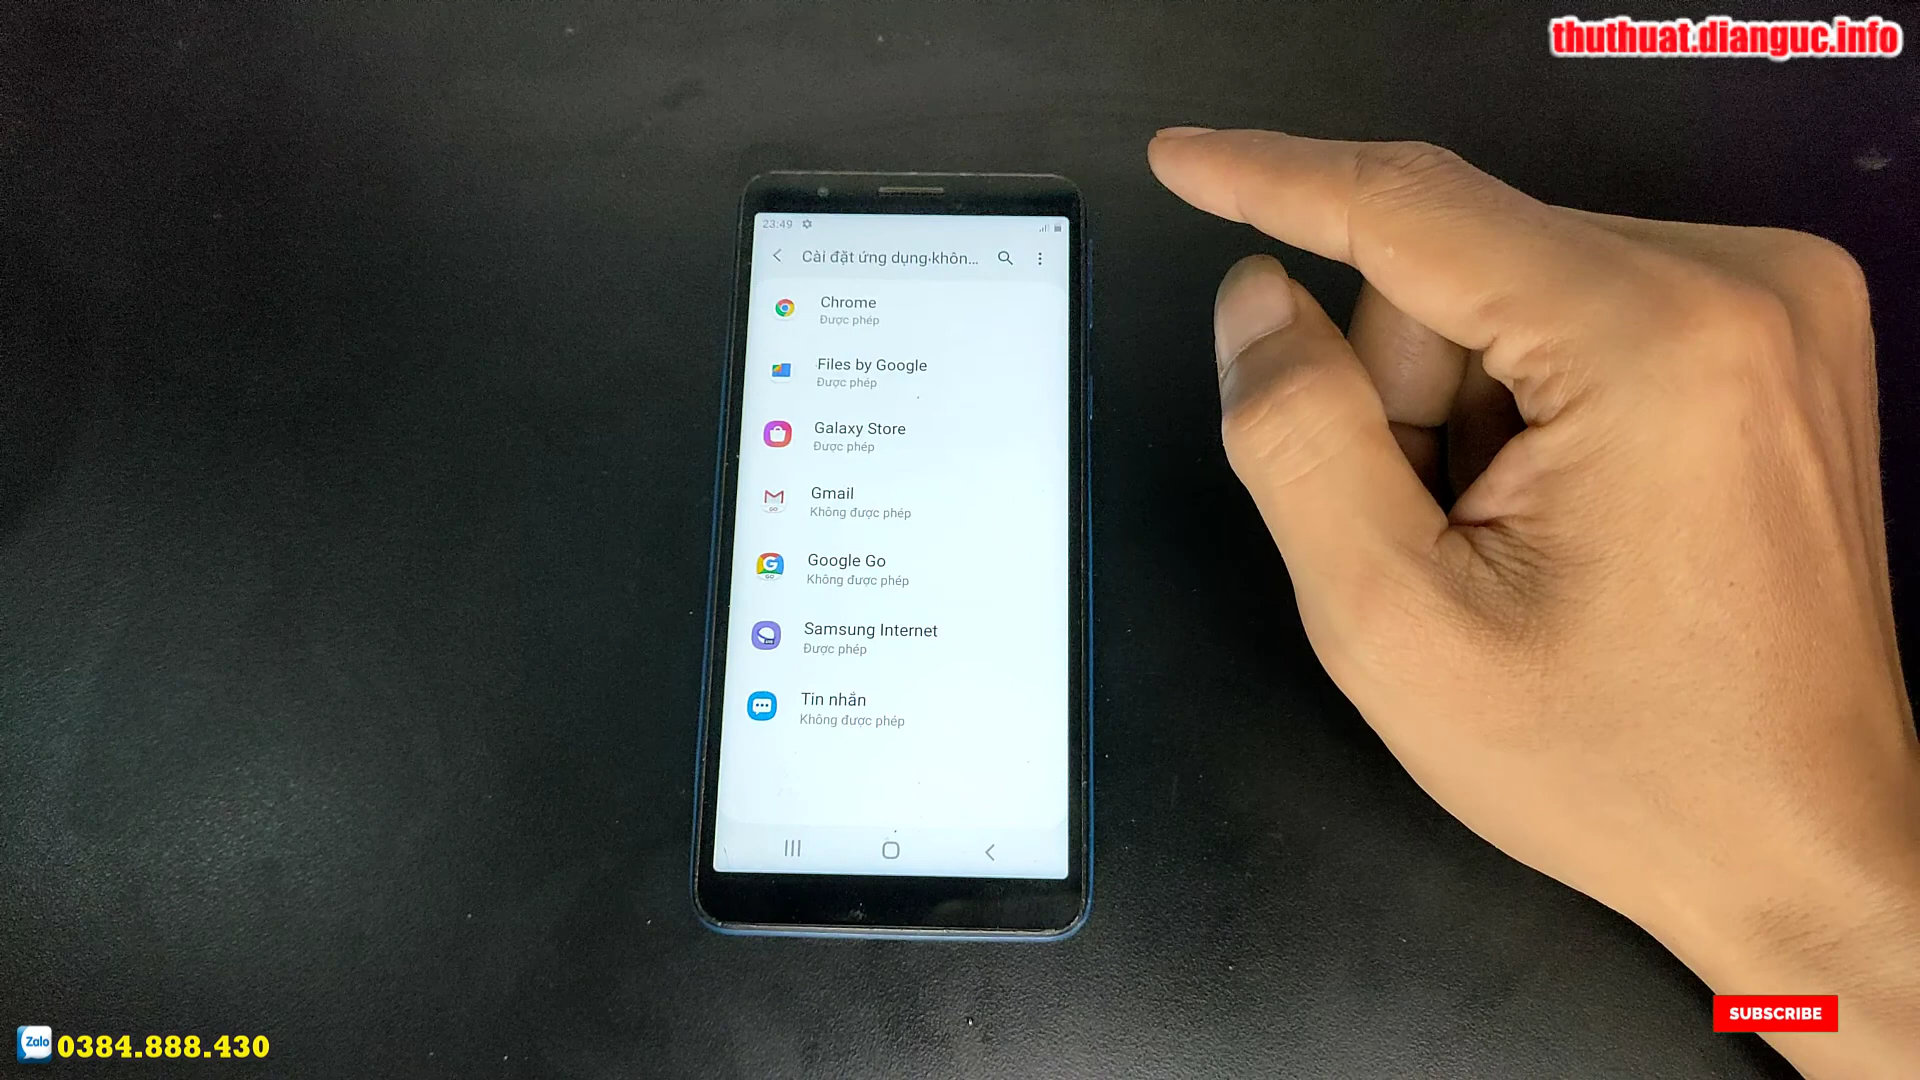 thuthuat.dianguc.info
23:49
Cài đặt ứng dụng khôn...
Chrome
Được phép
Files by Google
Được phép
Galaxy Store
Được phép
Gmail
Không được phép
GO
Google Go
Không được phép
GO
Samsung Internet
Được phép
Tin nhắn
Không được phép
SUBSCRIBE
Zalo 0384.888.430